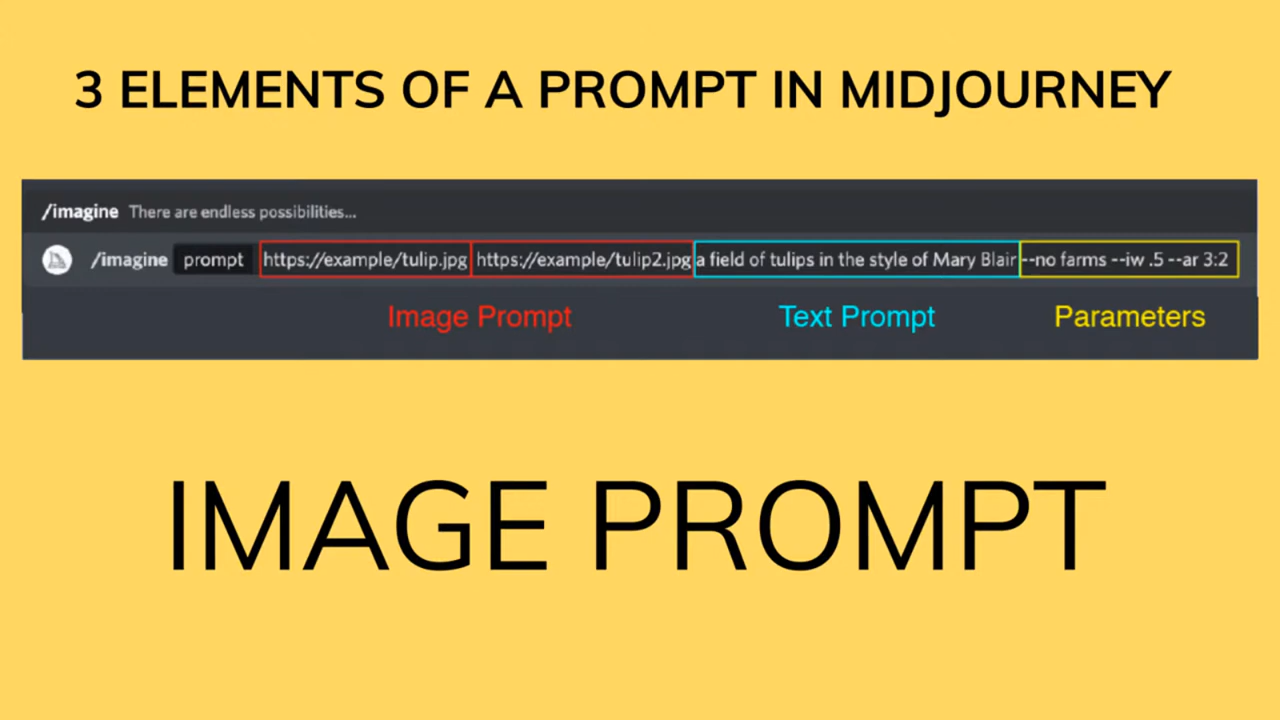 3 ELEMENTS OF A PROMPT IN MIDJOURNEY
/imagine There are endless possibilities...
/imagine prompt https://example/tulip.jpg https://example/tulip2.jpg a field of tulips in the style of Mary Blair --no farms --iw .5 --ar 3:2
Image Prompt Text Prompt Parameters
IMAGE PROMPT